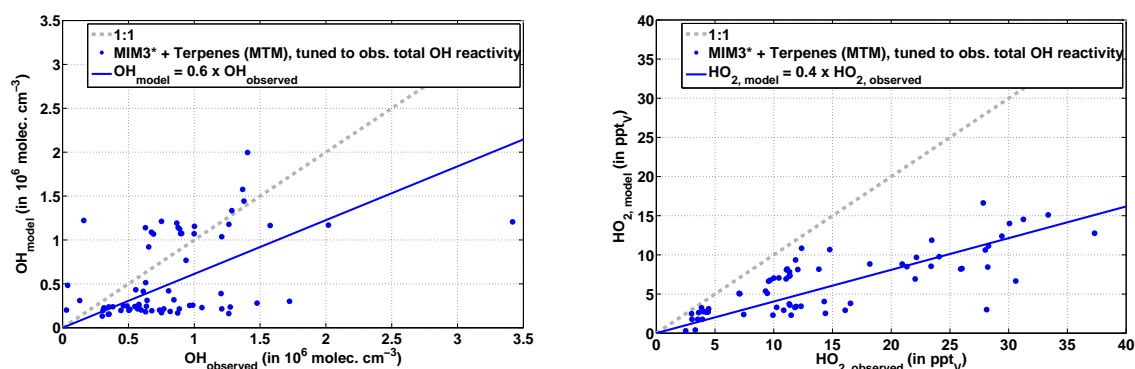 3.5
3
2.5
2
1.5
1
0.5
0
0 0.5 1 1.5 2 2.5 3 3.5
OH_model (in 10^6 molec. cm^−3)
OH_observed (in 10^6 molec. cm^−3)
1:1
MIM3* + Terpenes (MTM), tuned to obs. total OH reactivity
OH_model = 0.6 x OH_observed
40
35
30
25
20
15
10
5
0
0 5 10 15 20 25 30 35 40
HO_2, model (in ppt_V)
HO_2, observed (in ppt_V)
1:1
MIM3* + Terpenes (MTM), tuned to obs. total OH reactivity
HO_2, model = 0.4 x HO_2, observed